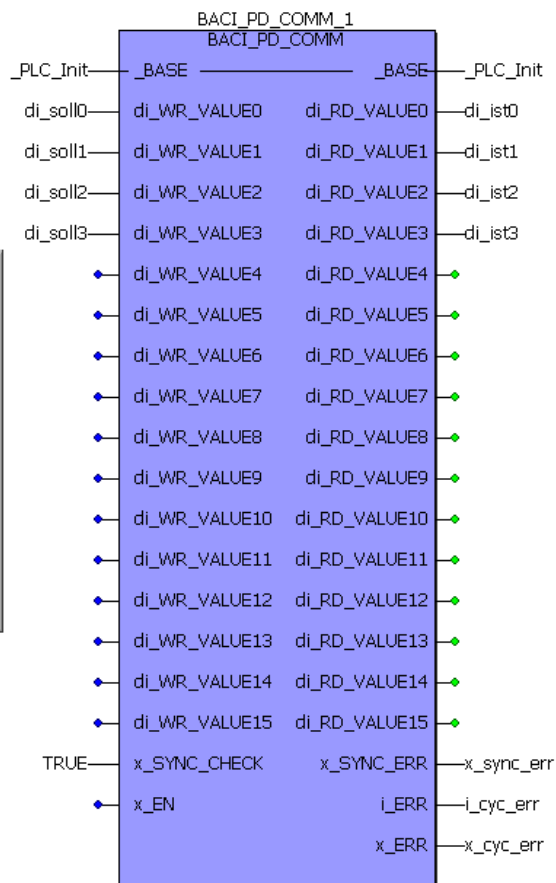 BACI_PD_COMM_1
BACI_PD_COMM
_PLC_Init _BASE _BASE _PLC_Init
di_soll0 di_WR_VALUE0 di_RD_VALUE0 di_ist0
di_soll1 di_WR_VALUE1 di_RD_VALUE1 di_ist1
di_soll2 di_WR_VALUE2 di_RD_VALUE2 di_ist2
di_soll3 di_WR_VALUE3 di_RD_VALUE3 di_ist3
di_WR_VALUE4 di_RD_VALUE4
di_WR_VALUE5 di_RD_VALUE5
di_WR_VALUE6 di_RD_VALUE6
di_WR_VALUE7 di_RD_VALUE7
di_WR_VALUE8 di_RD_VALUE8
di_WR_VALUE9 di_RD_VALUE9
di_WR_VALUE10 di_RD_VALUE10
di_WR_VALUE11 di_RD_VALUE11
di_WR_VALUE12 di_RD_VALUE12
di_WR_VALUE13 di_RD_VALUE13
di_WR_VALUE14 di_RD_VALUE14
di_WR_VALUE15 di_RD_VALUE15
TRUE x_SYNC_CHECK x_SYNC_ERR x_sync_err
x_EN i_ERR i_cyc_err
x_ERR x_cyc_err